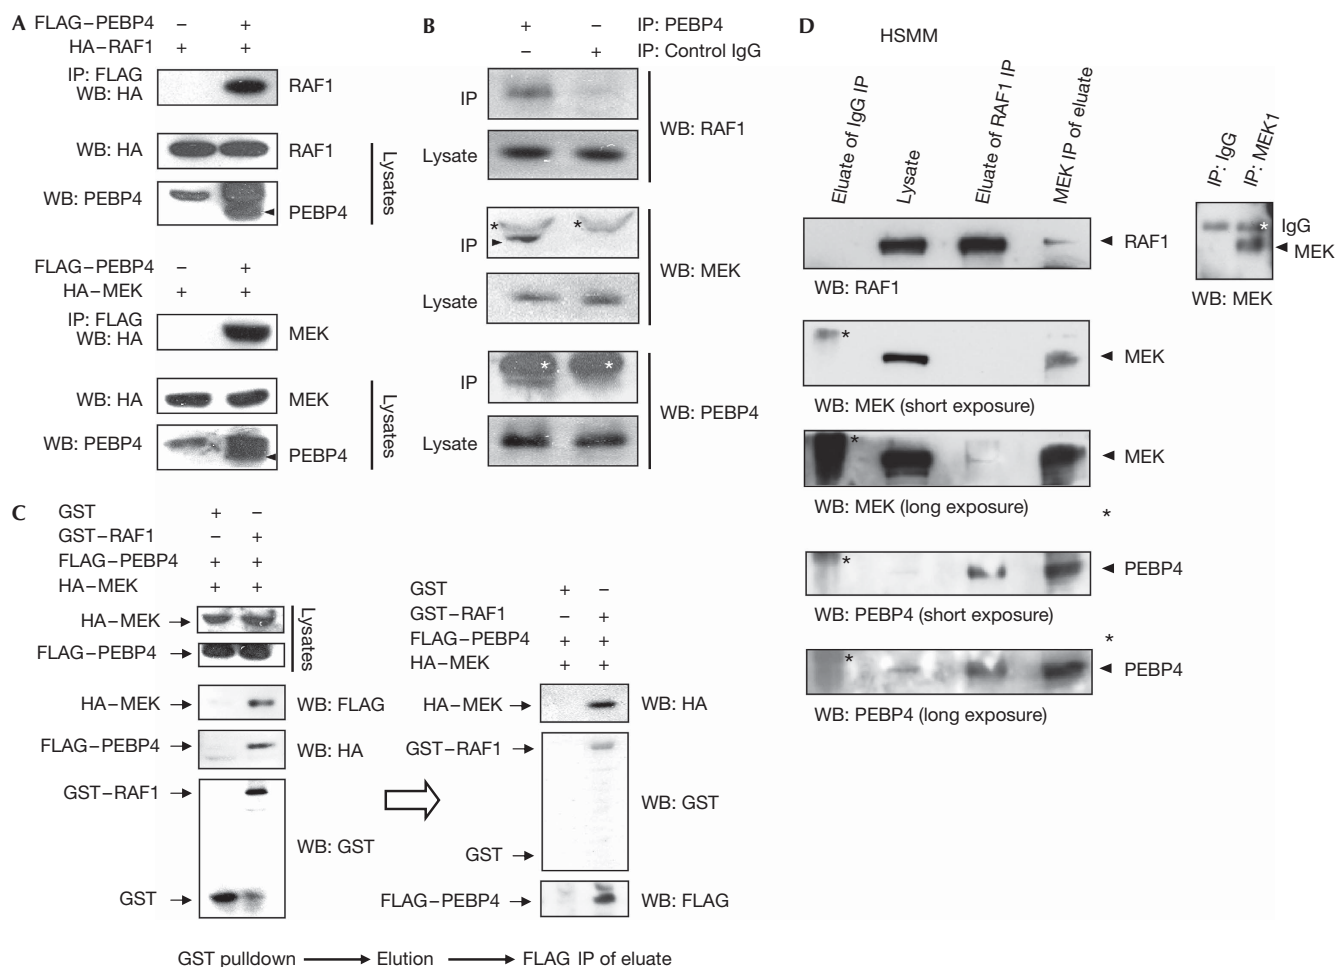 A
FLAG–PEBP4 – +
HA–RAF1 + +
IP: FLAG
WB: HA
RAF1
WB: HA
RAF1
WB: PEBP4
PEBP4
Lysates
FLAG–PEBP4 – +
HA–MEK + +
IP: FLAG
WB: HA
MEK
WB: HA
MEK
WB: PEBP4
PEBP4
Lysates
B
+ – IP: PEBP4
– + IP: Control IgG
IP
Lysate
WB: RAF1
* *
IP
Lysate
WB: MEK
* *
IP
Lysate
WB: PEBP4
C
GST + –
GST–RAF1 – +
FLAG–PEBP4 + +
HA–MEK + +
HA–MEK
FLAG–PEBP4
Lysates
HA–MEK
WB: FLAG
FLAG–PEBP4
WB: HA
GST–RAF1
WB: GST
GST
GST + –
GST–RAF1 – +
FLAG–PEBP4 + +
HA–MEK + +
HA–MEK
WB: HA
GST–RAF1
WB: GST
GST
FLAG–PEBP4
WB: FLAG
GST pulldown
Elution
FLAG IP of eluate
D
HSMM
Eluate of IgG IP
Lysate
Eluate of RAF1 IP
MEK IP of eluate
RAF1
WB: RAF1
*
MEK
WB: MEK (short exposure)
*
MEK
WB: MEK (long exposure)
*
*
PEBP4
WB: PEBP4 (short exposure)
*
*
PEBP4
WB: PEBP4 (long exposure)
IP: IgG
IP: MEK1
*
IgG
MEK
WB: MEK